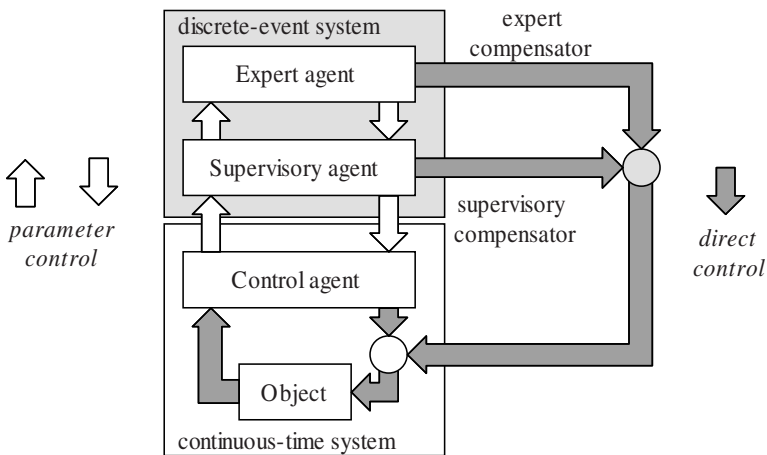 discrete-event system
expert
compensator
Expert agent
Supervisory agent
supervisory
compensator
parameter
control
direct
control
Control agent
Object
continuous-time system